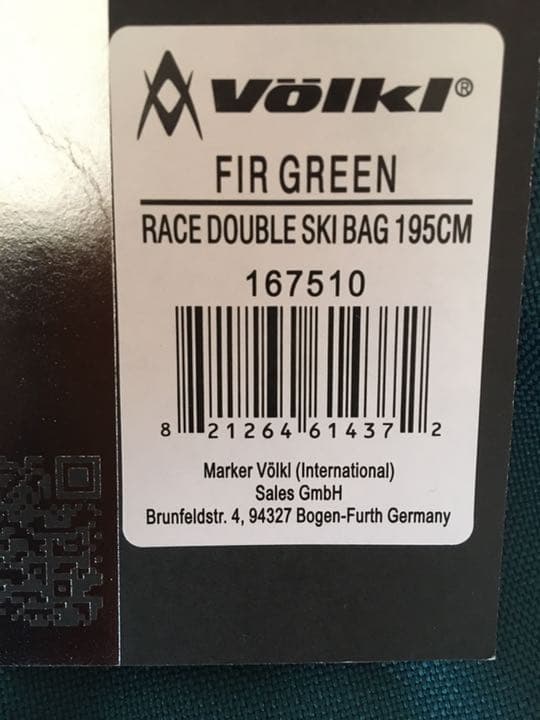 Völkl®
FIR GREEN
RACE DOUBLE SKI BAG 195CM
167510
8 21264 61437 2
Marker Völkl (International)
Sales GmbH
Brunfeldstr. 4, 94327 Bogen-Furth Germany